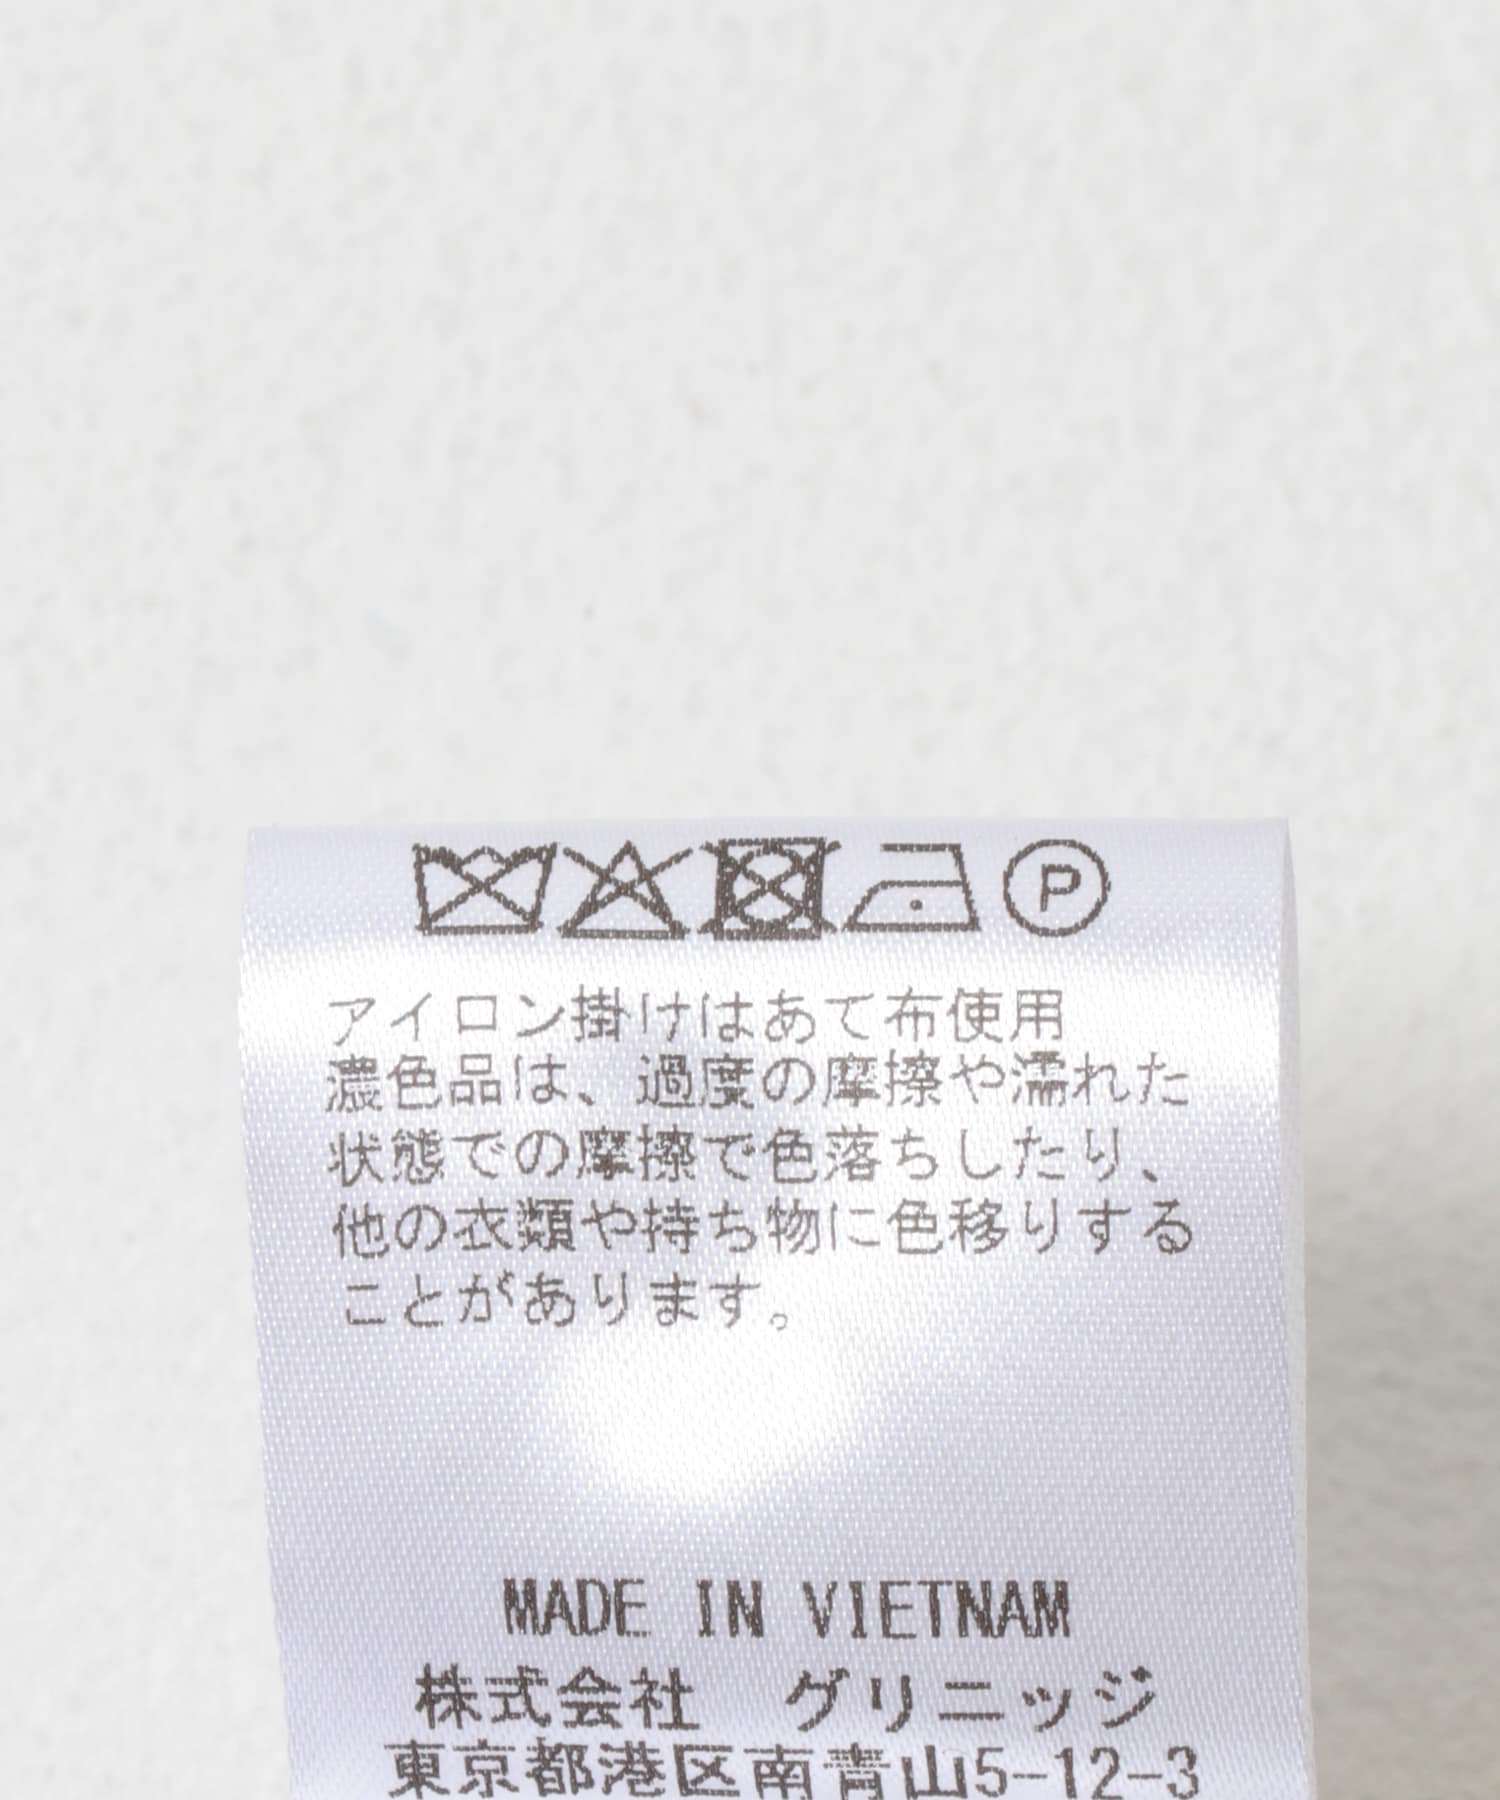 P
アイロン掛けはあて布使用
濃色品は、過度の摩擦や濡れた
状態での摩擦で色落ちしたり、
他の衣類や持ち物に色移りする
ことがあります。
MADE IN VIETNAM
株式会社 グリニッジ
東京都港区南青山5-12-3